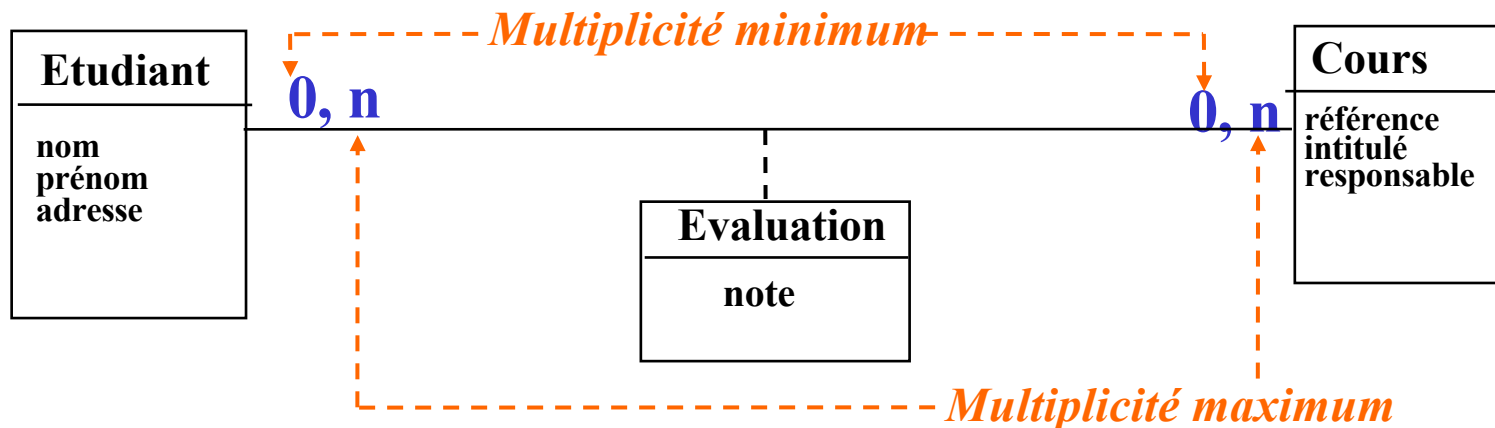 Multiplicité minimum
Etudiant
0, n
nom
prénom
adresse
0, n
Cours
référence
intitulé
responsable
Evaluation
note
Multiplicité maximum